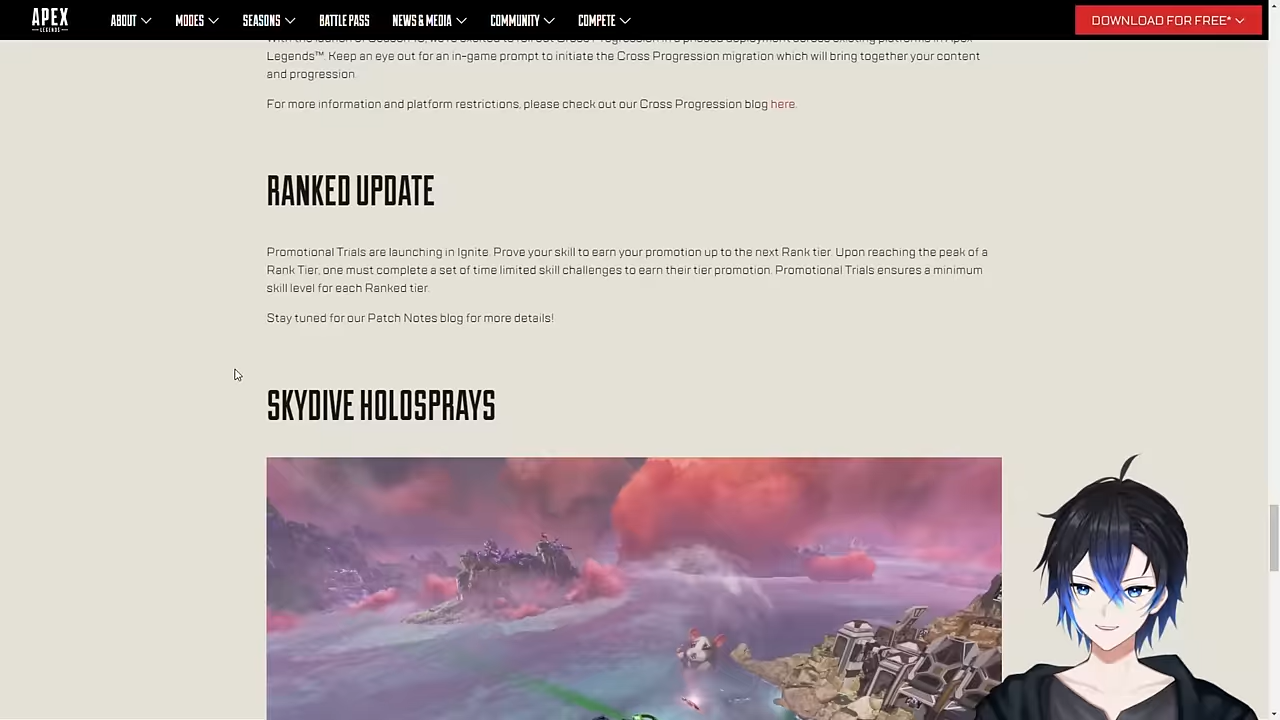 APEX
LEGENDS
ABOUT
MODES
SEASONS
BATTLE PASS
NEWS & MEDIA
COMMUNITY
COMPETE
DOWNLOAD FOR FREE*
Legends™. Keep an eye out for an in-game prompt to initiate the Cross Progression migration which will bring together your content
and progression.
For more information and platform restrictions, please check out our Cross Progression blog here.
RANKED UPDATE
Promotional Trials are launching in Ignite. Prove your skill to earn your promotion up to the next Rank tier. Upon reaching the peak of a
Rank Tier, one must complete a set of time limited skill challenges to earn their tier promotion. Promotional Trials ensures a minimum
skill level for each Ranked tier.
Stay tuned for our Patch Notes blog for more details!
SKYDIVE HOLOSPRAYS